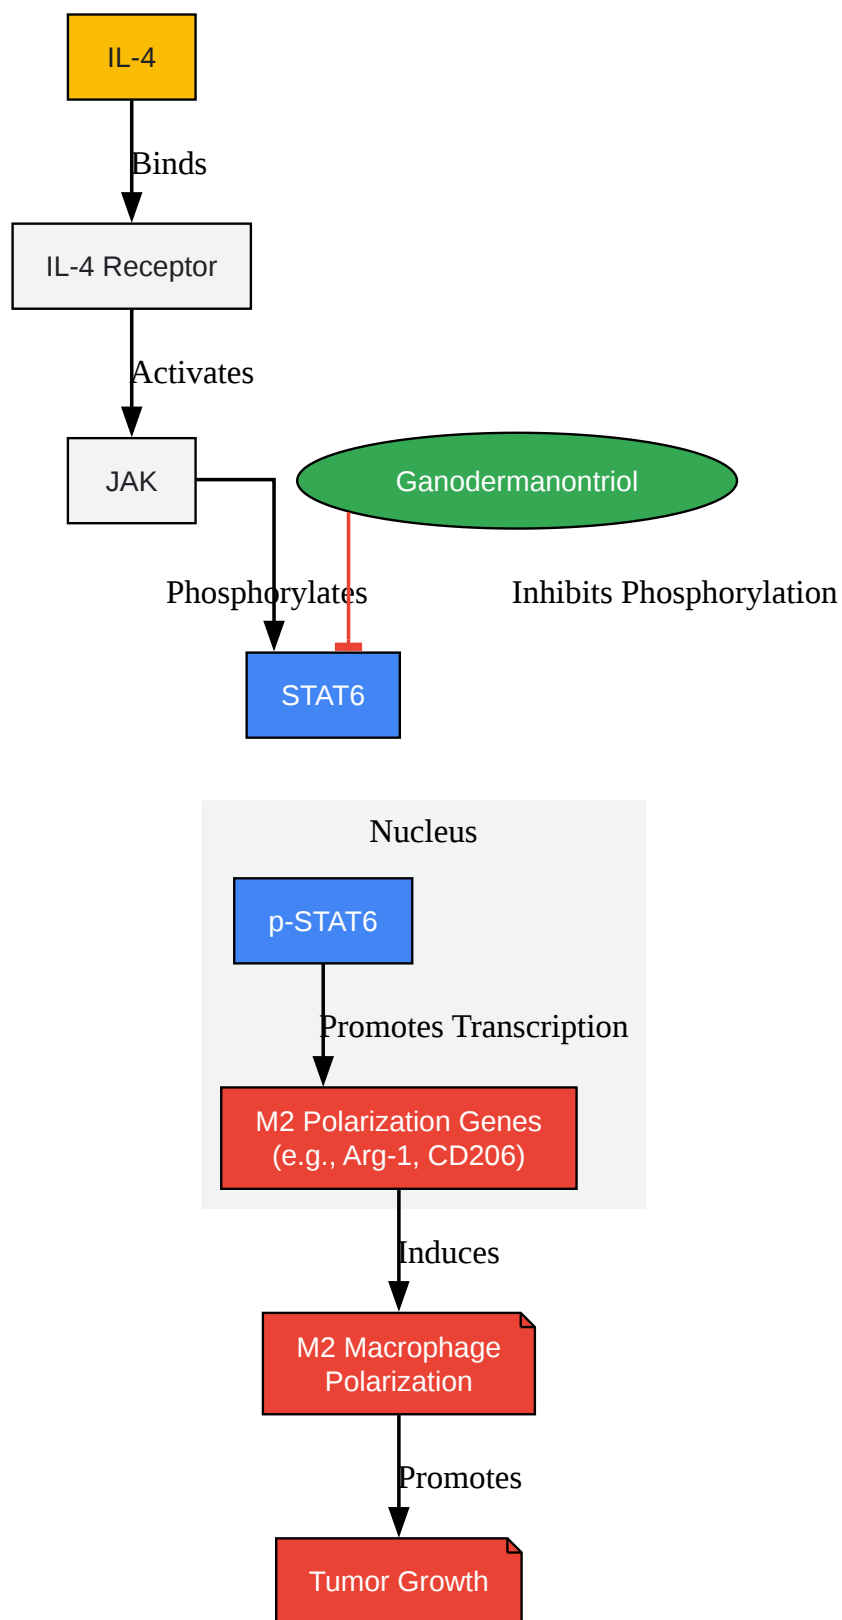 IL-4
Binds
IL-4 Receptor
Activates
JAK
Ganodermanontriol
Phosphorylates
Inhibits Phosphorylation
STAT6
Nucleus
p-STAT6
Promotes Transcription
M2 Polarization Genes
(e.g., Arg-1, CD206)
Induces
M2 Macrophage
Polarization
Promotes
Tumor Growth